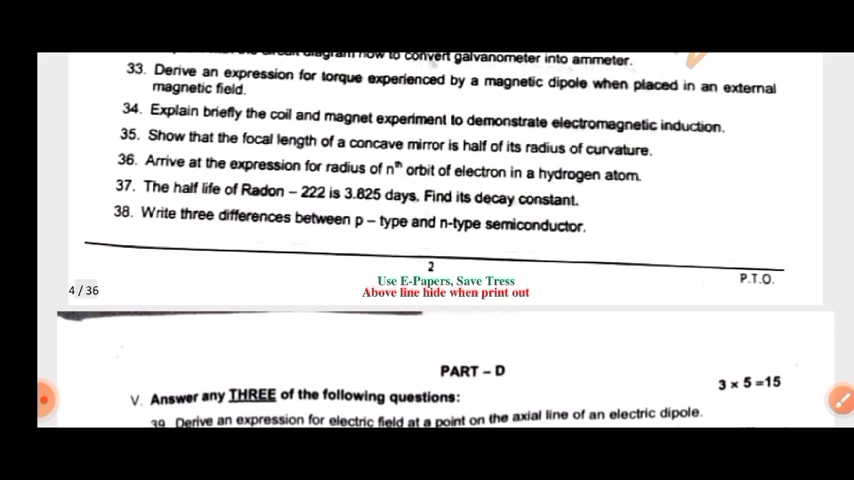 diagram how to convert galvanometer into ammeter.
33. Derive an expression for torque experienced by a magnetic dipole when placed in an external
magnetic field.
34. Explain briefly the coil and magnet experiment to demonstrate electromagnetic induction.
35. Show that the focal length of a concave mirror is half of its radius of curvature.
36. Arrive at the expression for radius of nth orbit of electron in a hydrogen atom.
37. The half life of Radon – 222 is 3.825 days. Find its decay constant.
38. Write three differences between p – type and n-type semiconductor.
2
Use E-Papers, Save Tress
P.T.O.
4 / 36
Above line hide when print out
PART – D
3 × 5 =15
V. Answer any THREE of the following questions:
39. Derive an expression for electric field at a point on the axial line of an electric dipole.